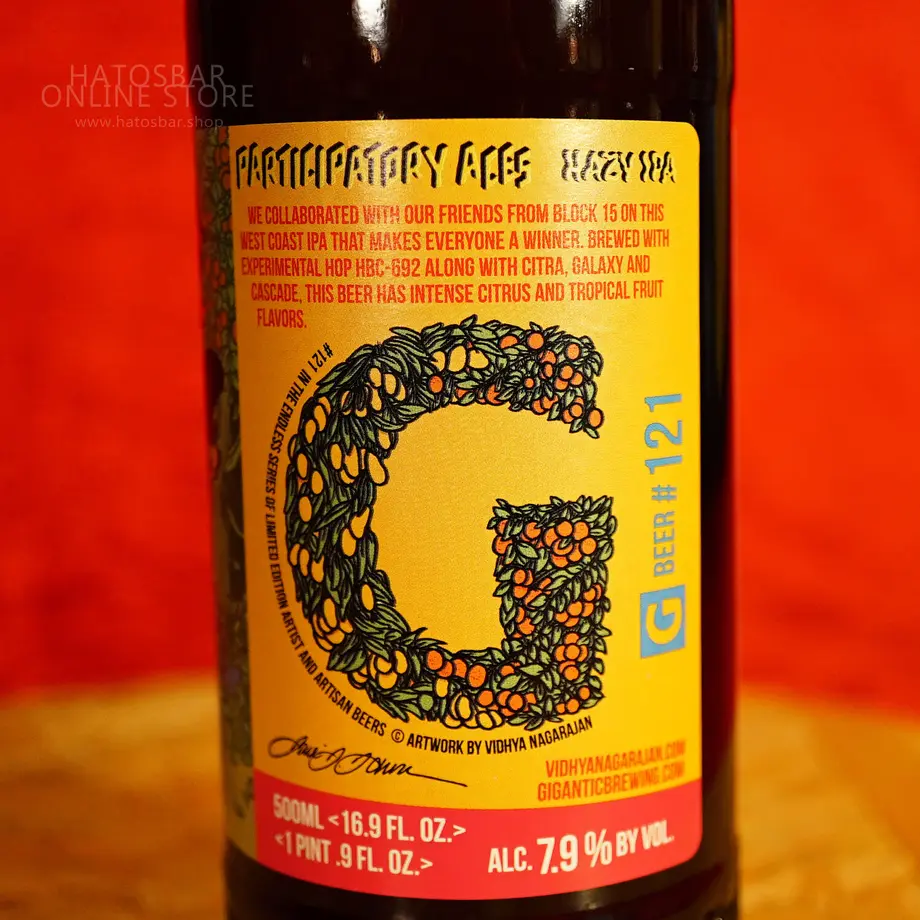 HATOSBAR
ONLINE STORE
www.hatosbar.shop
PARTICIPATORY ACES HAZY IPA
WE COLLABORATED WITH OUR FRIENDS FROM BLOCK 15 ON THIS
WEST COAST IPA THAT MAKES EVERYONE A WINNER. BREWED WITH
EXPERIMENTAL HOP HBC-692 ALONG WITH CITRA, GALAXY AND
CASCADE, THIS BEER HAS INTENSE CITRUS AND TROPICAL FRUIT
FLAVORS.
#121 IN THE ENDLESS SERIES OF LIMITED EDITION ARTIST AND ARTISAN BEERS © ARTWORK BY VIDHYA NAGARAJAN
G
G BEER # 121
VIDHYANAGARAJAN.COM
GIGANTICBREWING.COM
500ML <16.9 FL. OZ.>
<1 PINT .9 FL. OZ.>
ALC. 7.9 % BY VOL.